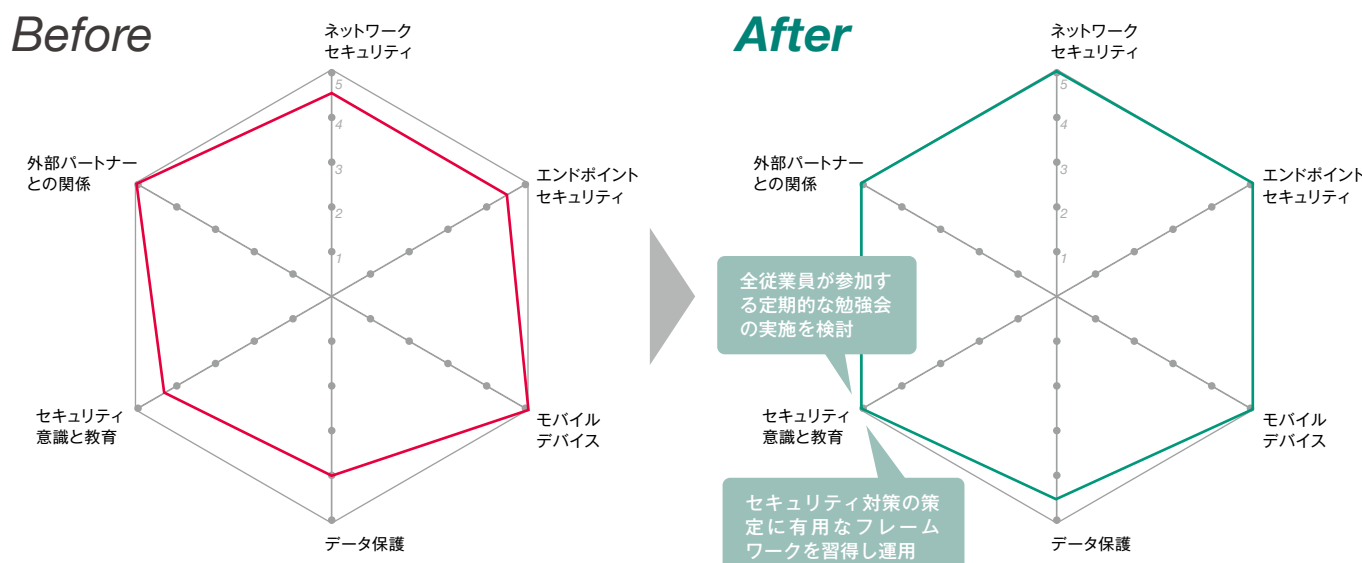 Before
ネットワーク
セキュリティ
5
4
3
2
1
エンドポイント
セキュリティ
モバイル
デバイス
データ保護
セキュリティ
意識と教育
外部パートナー
との関係
After
ネットワーク
セキュリティ
5
4
3
2
1
エンドポイント
セキュリティ
モバイル
デバイス
データ保護
セキュリティ
意識と教育
外部パートナー
との関係
全従業員が参加す
る定期的な勉強会
の実施を検討
セキュリティ対策の策
定に有用なフレーム
ワークを習得し運用